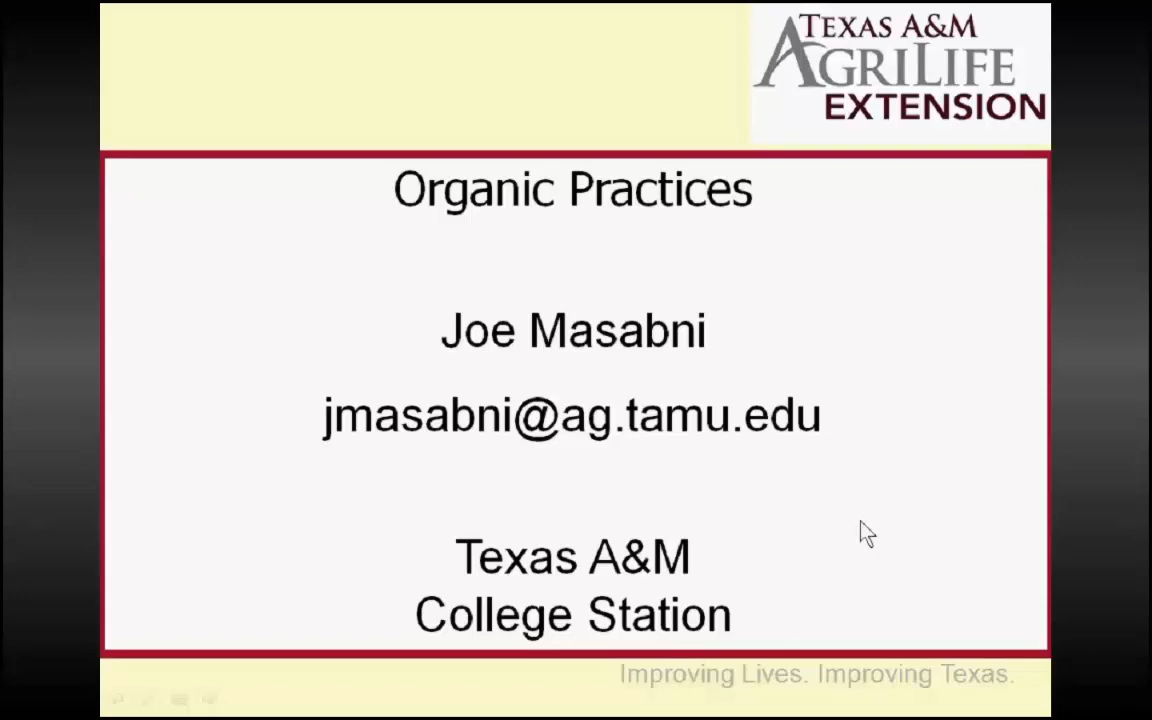 TEXAS A&M
AGRILIFE
EXTENSION
Organic Practices
Joe Masabni
jmasabni@ag.tamu.edu
Texas A&M
College Station
Improving Lives. Improving Texas.